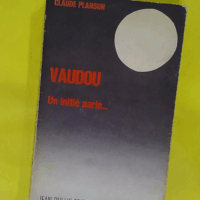 CLAUDE PLANSON
VAUDOU
Un initié parle...